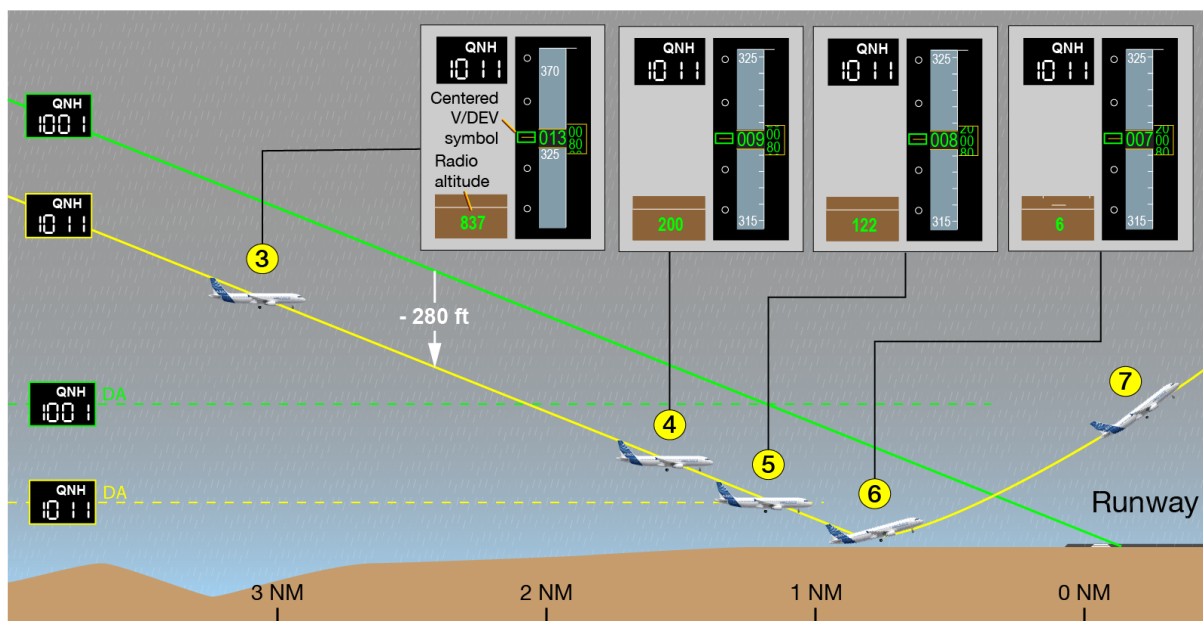 QNH
1011
370
013
00
80
325
Centered
V/DEV
symbol
Radio
altitude
837
QNH
1011
325
009
00
80
315
200
QNH
1011
325
008
20
00
80
315
122
QNH
1011
325
007
20
00
80
315
6
QNH
1001
QNH
1011
3
- 280 ft
7
QNH
1001
DA
4
5
6
QNH
1011
DA
Runway
3 NM
2 NM
1 NM
0 NM